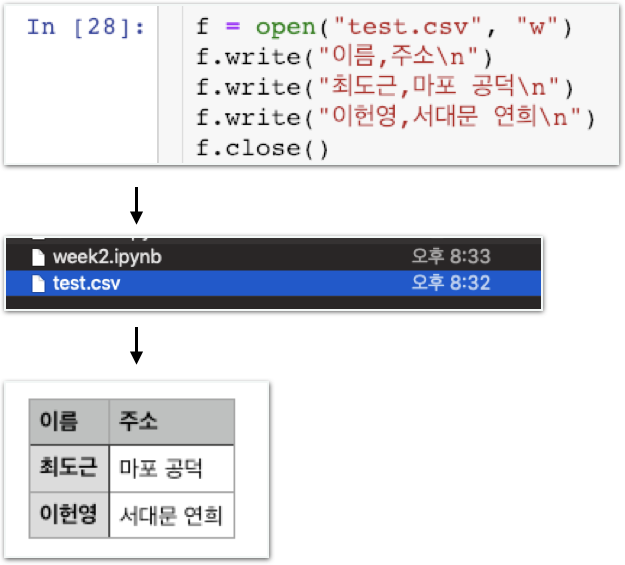 In [28]: f = open("test.csv", "w")
f.write("이름,주소\n")
f.write("최도근,마포 공덕\n")
f.write("이헌영,서대문 연희\n")
f.close()
week2.ipynb 오후 8:33
test.csv 오후 8:32
이름 주소
최도근 마포 공덕
이헌영 서대문 연희